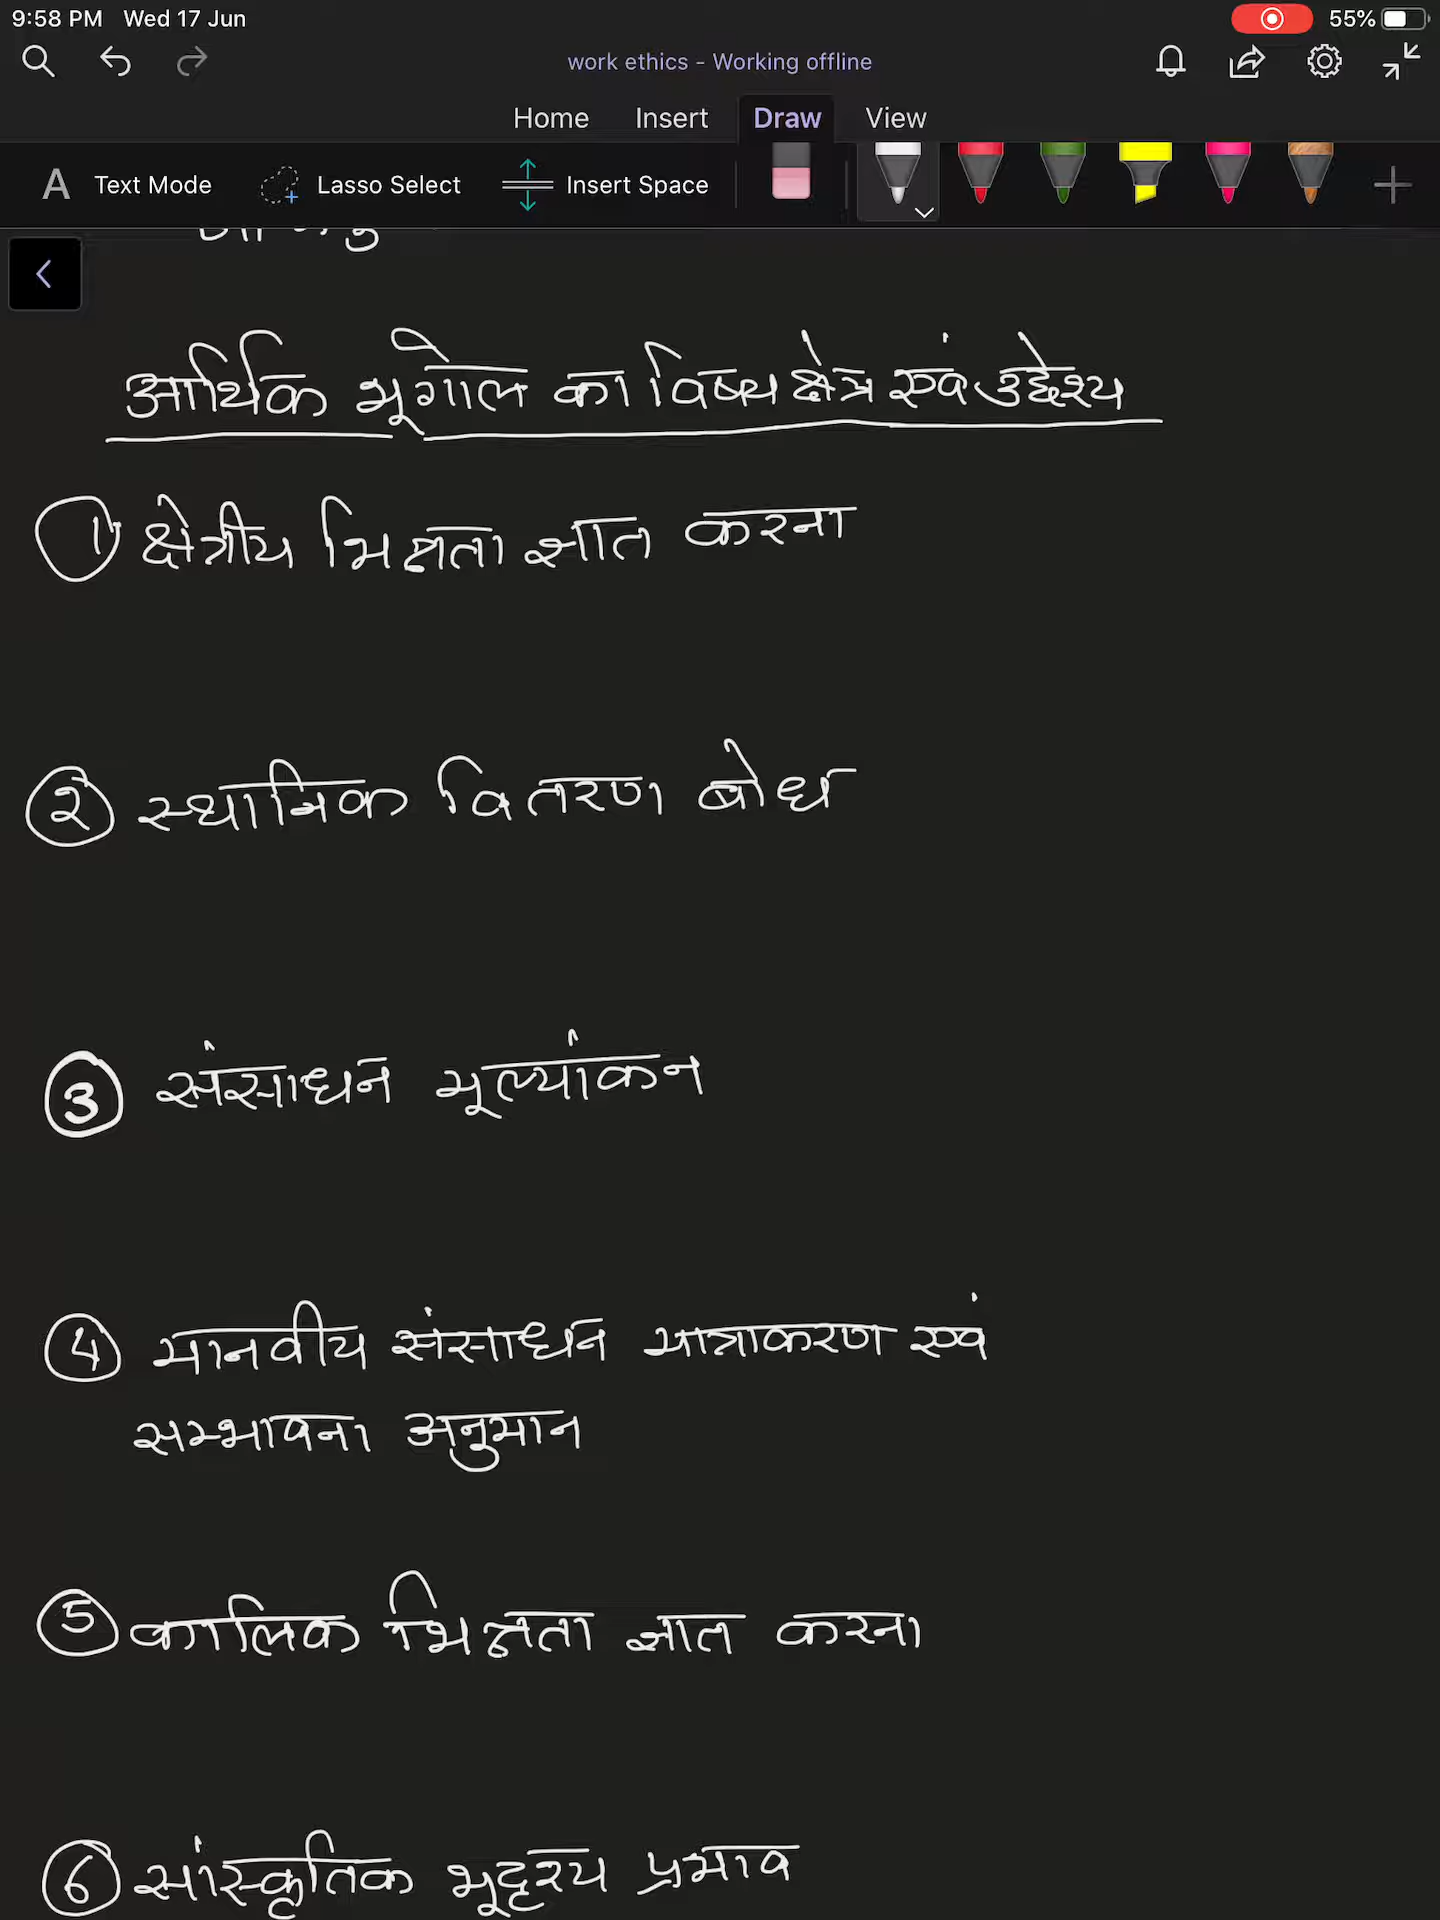 9:58 PM Wed 17 Jun 55%
work ethics - Working offline
Home Insert Draw View
A Text Mode Lasso Select Insert Space
आर्थिक भूगोल का विषय क्षेत्र एवं उद्देश्य
1 क्षेत्रीय भिन्नता ज्ञात करना
२ स्थानिक वितरण बोध
3 संसाधन मूल्यांकन
4 मानवीय संसाधन मात्राकरण एवं
सम्भावना अनुमान
5 कालिक भिन्नता ज्ञात करना
6 सांस्कृतिक भूदृश्य प्रभाव